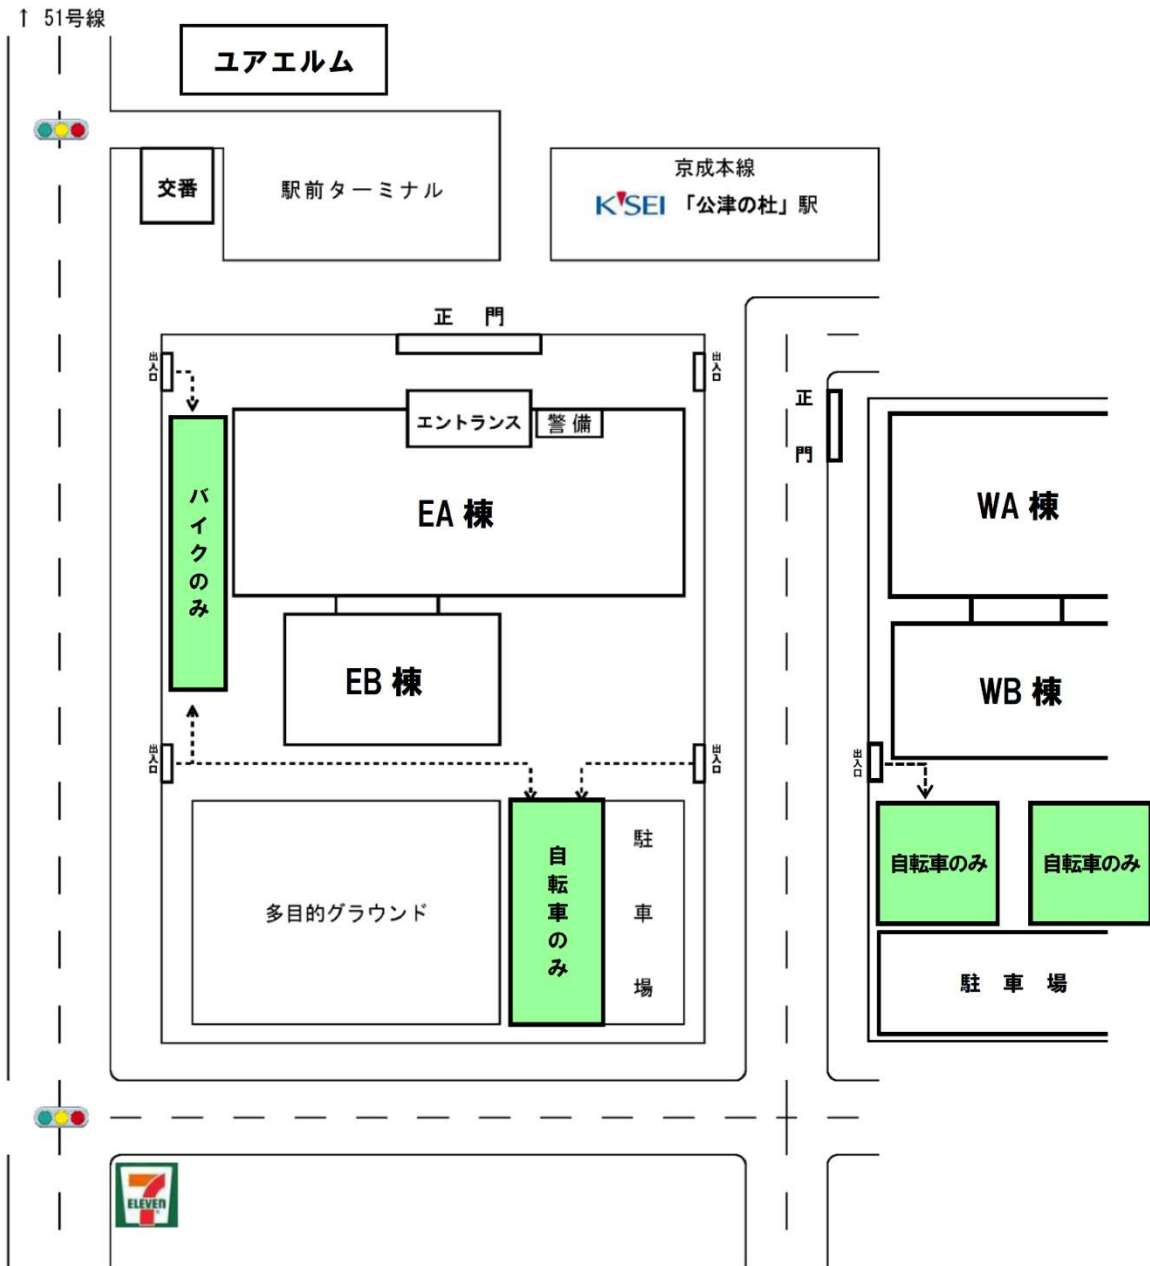 ↑ 51号線
ユアエルム
交番
駅前ターミナル
京成本線
K'SEI 「公津の杜」駅
正門
出入口
出入口
エントランス
警備
正門
バイクのみ
EA 棟
WA 棟
EB 棟
WB 棟
出入口
出入口
出入口
多目的グラウンド
自転車のみ
駐車場
自転車のみ
自転車のみ
駐車場
7
ELEVEn